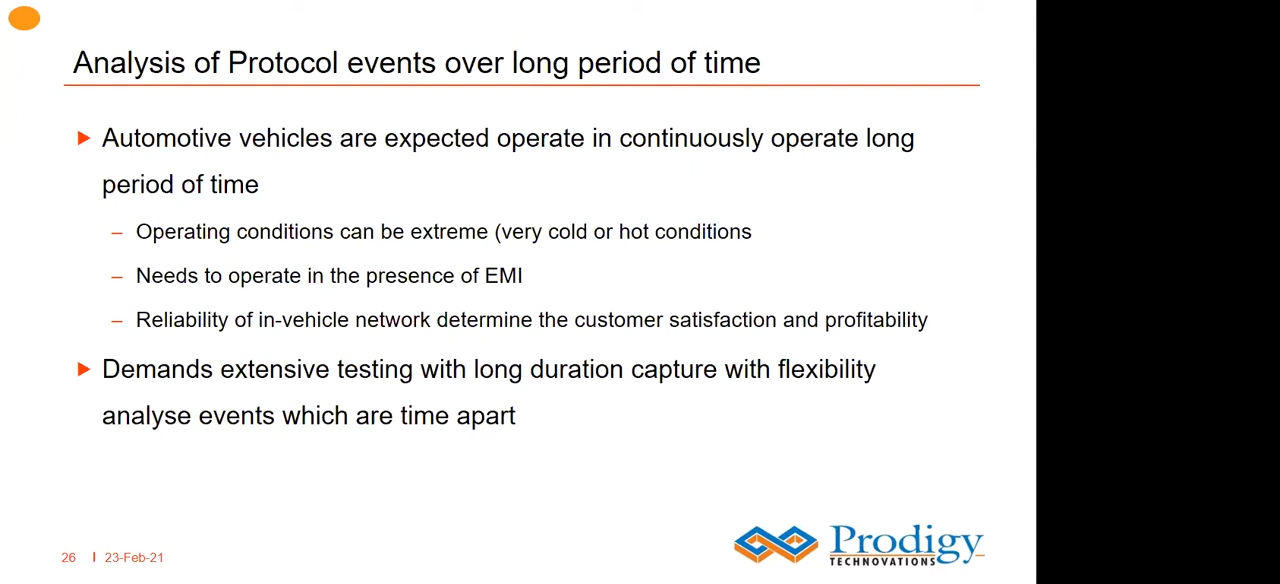 Analysis of Protocol events over long period of time
Automotive vehicles are expected operate in continuously operate long
period of time
– Operating conditions can be extreme (very cold or hot conditions
– Needs to operate in the presence of EMI
– Reliability of in-vehicle network determine the customer satisfaction and profitability
Demands extensive testing with long duration capture with flexibility
analyse events which are time apart
26 I 23-Feb-21
Prodigy
TECHNOVATIONS